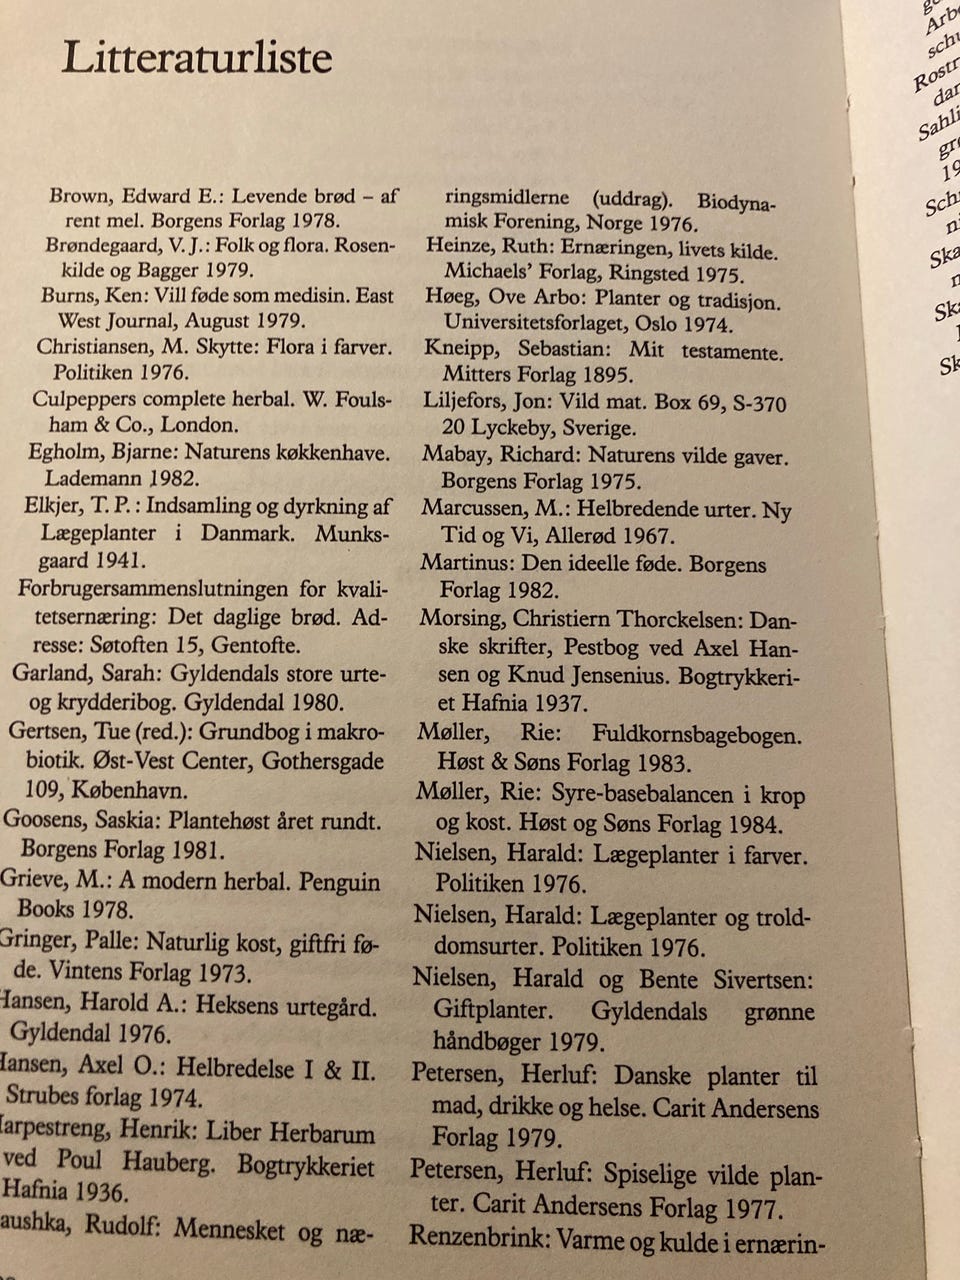 Litteraturliste
Brown, Edward E.: Levende brød – af
rent mel. Borgens Forlag 1978.
Brøndegaard, V. J.: Folk og flora. Rosen-
kilde og Bagger 1979.
Burns, Ken: Vill føde som medisin. East
West Journal, August 1979.
Christiansen, M. Skytte: Flora i farver.
Politiken 1976.
Culpeppers complete herbal. W. Fouls-
ham & Co., London.
Egholm, Bjarne: Naturens køkkenhave.
Lademann 1982.
Elkjer, T. P. : Indsamling og dyrkning af
Lægeplanter i Danmark. Munks-
gaard 1941.
Forbrugersammenslutningen for kvali-
tetsernæring: Det daglige brød. Ad-
resse: Søtoften 15, Gentofte.
Garland, Sarah: Gyldendals store urte-
og krydderibog. Gyldendal 1980.
Gertsen, Tue (red.): Grundbog i makro-
biotik. Øst-Vest Center, Gothersgade
109, København.
Goosens, Saskia: Plantehøst året rundt.
Borgens Forlag 1981.
Grieve, M.: A modern herbal. Penguin
Books 1978.
Gringer, Palle: Naturlig kost, giftfri fø-
de. Vintens Forlag 1973.
Hansen, Harold A.: Heksens urtegård.
Gyldendal 1976.
Hansen, Axel O.: Helbredelse I & II.
Strubes forlag 1974.
Harpestreng, Henrik: Liber Herbarum
ved Poul Hauberg. Bogtrykkeriet
Hafnia 1936.
aushka, Rudolf: Mennesket og næ-
ringsmidlerne (uddrag). Biodyna-
misk Forening, Norge 1976.
Heinze, Ruth: Ernæringen, livets kilde.
Michaels' Forlag, Ringsted 1975.
Høeg, Ove Arbo: Planter og tradisjon.
Universitetsforlaget, Oslo 1974.
Kneipp, Sebastian: Mit testamente.
Mitters Forlag 1895.
Liljefors, Jon: Vild mat. Box 69, S-370
20 Lyckeby, Sverige.
Mabay, Richard: Naturens vilde gaver.
Borgens Forlag 1975.
Marcussen, M.: Helbredende urter. Ny
Tid og Vi, Allerød 1967.
Martinus: Den ideelle føde. Borgens
Forlag 1982.
Morsing, Christiern Thorckelsen: Dan-
ske skrifter, Pestbog ved Axel Han-
sen og Knud Jensenius. Bogtrykkeri-
et Hafnia 1937.
Møller, Rie: Fuldkornsbagebogen.
Høst & Søns Forlag 1983.
Møller, Rie: Syre-basebalancen i krop
og kost. Høst og Søns Forlag 1984.
Nielsen, Harald: Lægeplanter i farver.
Politiken 1976.
Nielsen, Harald: Lægeplanter og trold-
domsurter. Politiken 1976.
Nielsen, Harald og Bente Sivertsen:
Giftplanter. Gyldendals grønne
håndbøger 1979.
Petersen, Herluf: Danske planter til
mad, drikke og helse. Carit Andersens
Forlag 1979.
Petersen, Herluf: Spiselige vilde plan-
ter. Carit Andersens Forlag 1977.
Renzenbrink: Varme og kulde i ernærin-